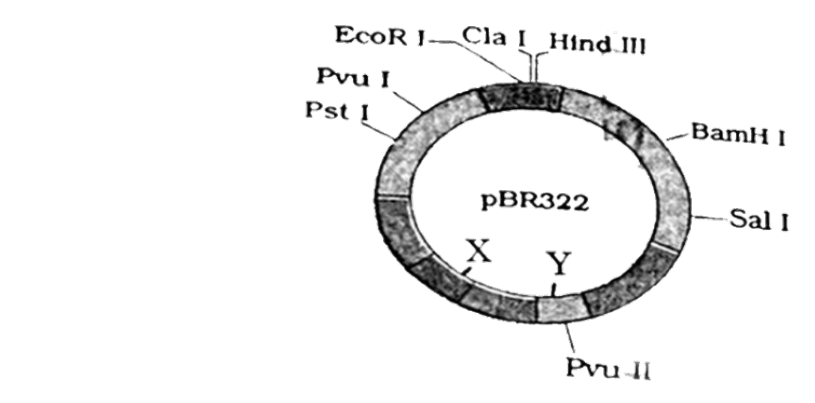 EcoR I
Cla I
Hind III
Pvu I
Pst I
BamH I
pBR322
Sal I
X
Y
Pvu II